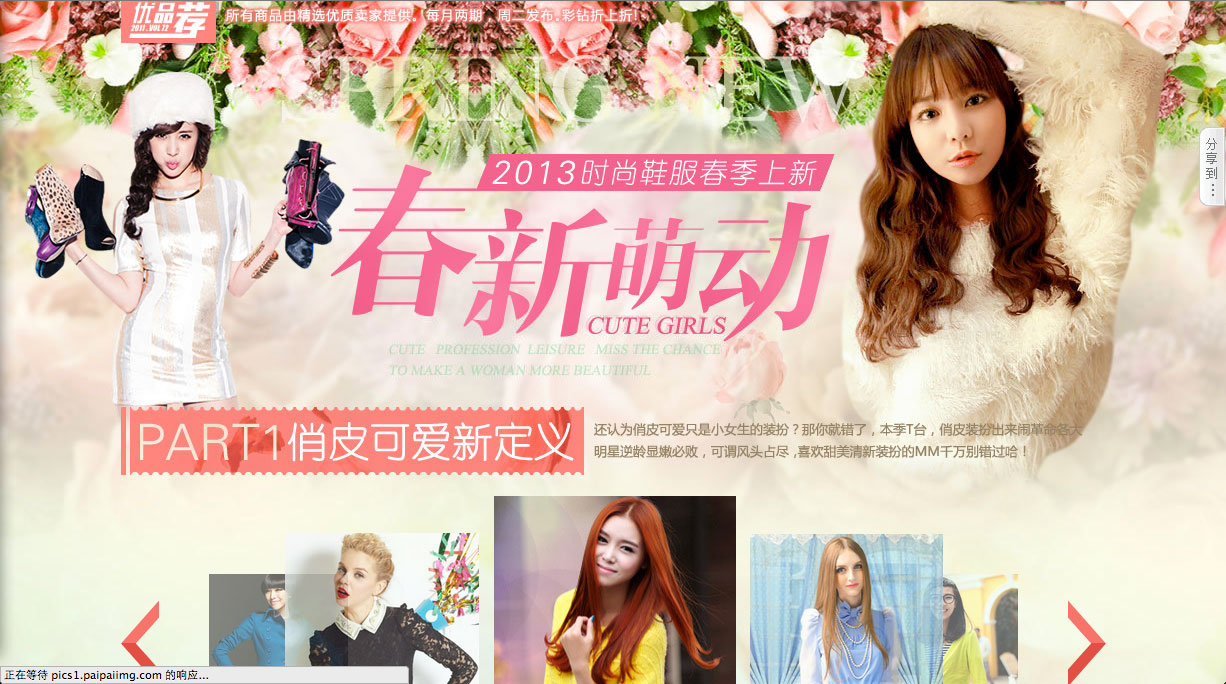 优品荐
2011.VOL12
所有商品由精选优质卖家提供。(每月两期，周二发布,彩钻折上折!
SPRING NEW
分享到
2013时尚鞋服春季上新
春新萌动
CUTE GIRLS
CUTE PROFESSION LEISURE MISS THE CHANCE
TO MAKE A WOMAN MORE BEAUTIFUL
PART1俏皮可爱新定义
还认为俏皮可爱只是小女生的装扮？那你就错了，本季T台，俏皮装扮出来闹革命各大
明星逆龄显嫩必败，可谓风头占尽,喜欢甜美清新装扮的MM千万别错过哈！
正在等待 pics1.paipaiimg.com 的响应...